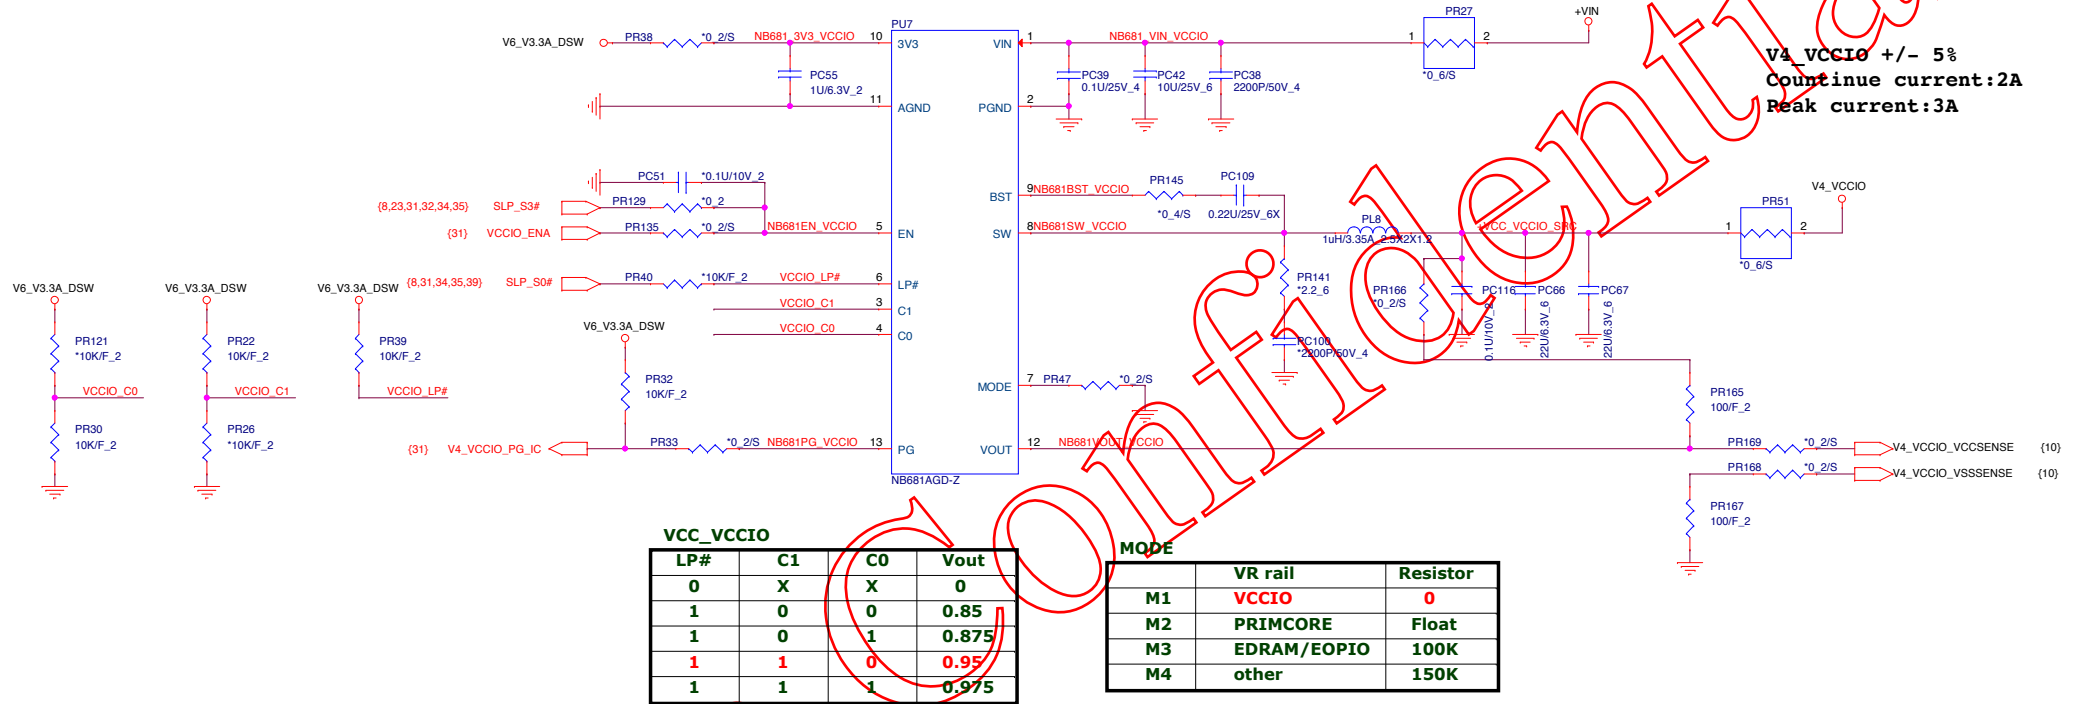 PU7
PR27
+VIN
V6_V3.3A_DSW
PR38
*0_2/S
NB681_3V3_VCCIO
10
3V3
VIN
1
NB681_VIN_VCCIO
1
2
*0_6/S
V4_VCCIO +/- 5%
Countinue current:2A
Peak current:3A
PC55
1U/6.3V_2
PC39
0.1U/25V_4
PC42
10U/25V_6
PC38
2200P/50V_4
11
AGND
PGND
2
PC51
*0.1U/10V_2
{8,23,31,32,34,35}
SLP_S3#
PR129
*0_2
{31}
VCCIO_ENA
PR135
*0_2/S
NB681EN_VCCIO
5
EN
BST
9
NB681BST_VCCIO
PR145
*0_4/S
PC109
0.22U/25V_6X
SW
8
NB681SW_VCCIO
PL8
1uH/3.35A_2.5X2X1.2
+VCC_VCCIO_SRC
V4_VCCIO
PR51
1
2
*0_6/S
{8,31,34,35,39}
SLP_S0#
PR40
*10K/F_2
VCCIO_LP#
6
LP#
VCCIO_C1
3
C1
VCCIO_C0
4
C0
PR141
*2.2_6
PC100
*2200P/50V_4
PR166
*0_2/S
PC116
0.1U/10V_2
PC66
22U/6.3V_6
PC67
22U/6.3V_6
V6_V3.3A_DSW
V6_V3.3A_DSW
V6_V3.3A_DSW
PR121
*10K/F_2
PR22
10K/F_2
PR39
10K/F_2
VCCIO_C0
VCCIO_C1
VCCIO_LP#
PR30
10K/F_2
PR26
*10K/F_2
V6_V3.3A_DSW
PR32
10K/F_2
MODE
7
PR47
*0_2/S
PR165
100/F_2
{31}
V4_VCCIO_PG_IC
PR33
*0_2/S
NB681PG_VCCIO
13
PG
VOUT
12
NB681VOUT_VCCIO
PR169
*0_2/S
V4_VCCIO_VCCSENSE
{10}
PR168
*0_2/S
V4_VCCIO_VSSSENSE
{10}
NB681AGD-Z
PR167
100/F_2
VCC_VCCIO
LP# C1 C0 Vout
0 X X 0
1 0 0 0.85
1 0 1 0.875
1 1 0 0.95
1 1 1 0.975
MODE
VR rail Resistor
M1 VCCIO 0
M2 PRIMCORE Float
M3 EDRAM/EOPIO 100K
M4 other 150K